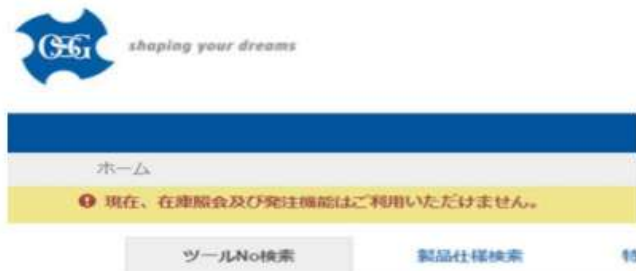 OSG
shaping your dreams
ホーム
現在、在庫照会及び発注機能はご利用いただけません。
ツールNo検索 製品仕様検索 特